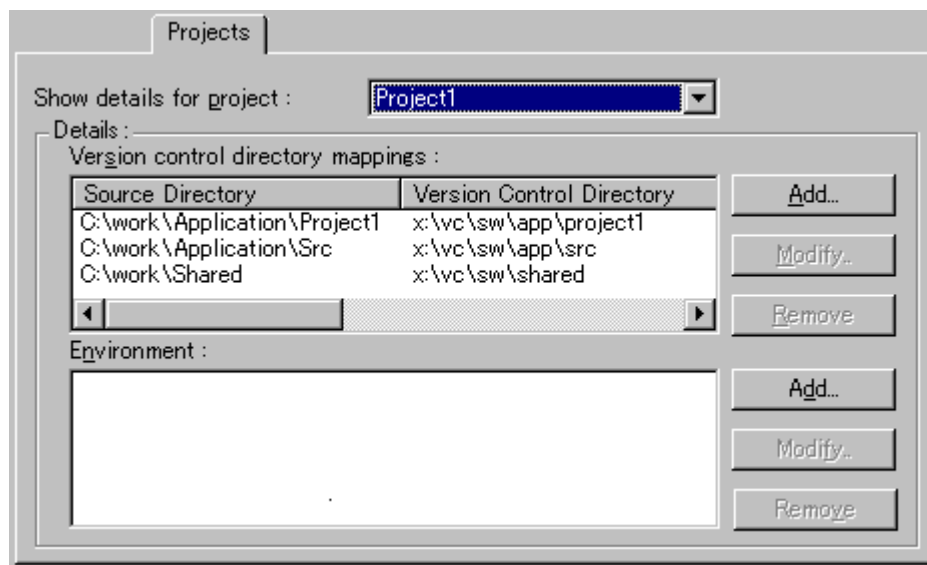 Projects
Show details for project : Project1
Details :
Version control directory mappings :
Source Directory Version Control Directory
C:\work\Application\Project1 x:\vc\sw\app\project1
C:\work\Application\Src x:\vc\sw\app\src
C:\work\Shared x:\vc\sw\shared
Add...
Modify..
Remove
Environment :
Add...
Modify..
Remove